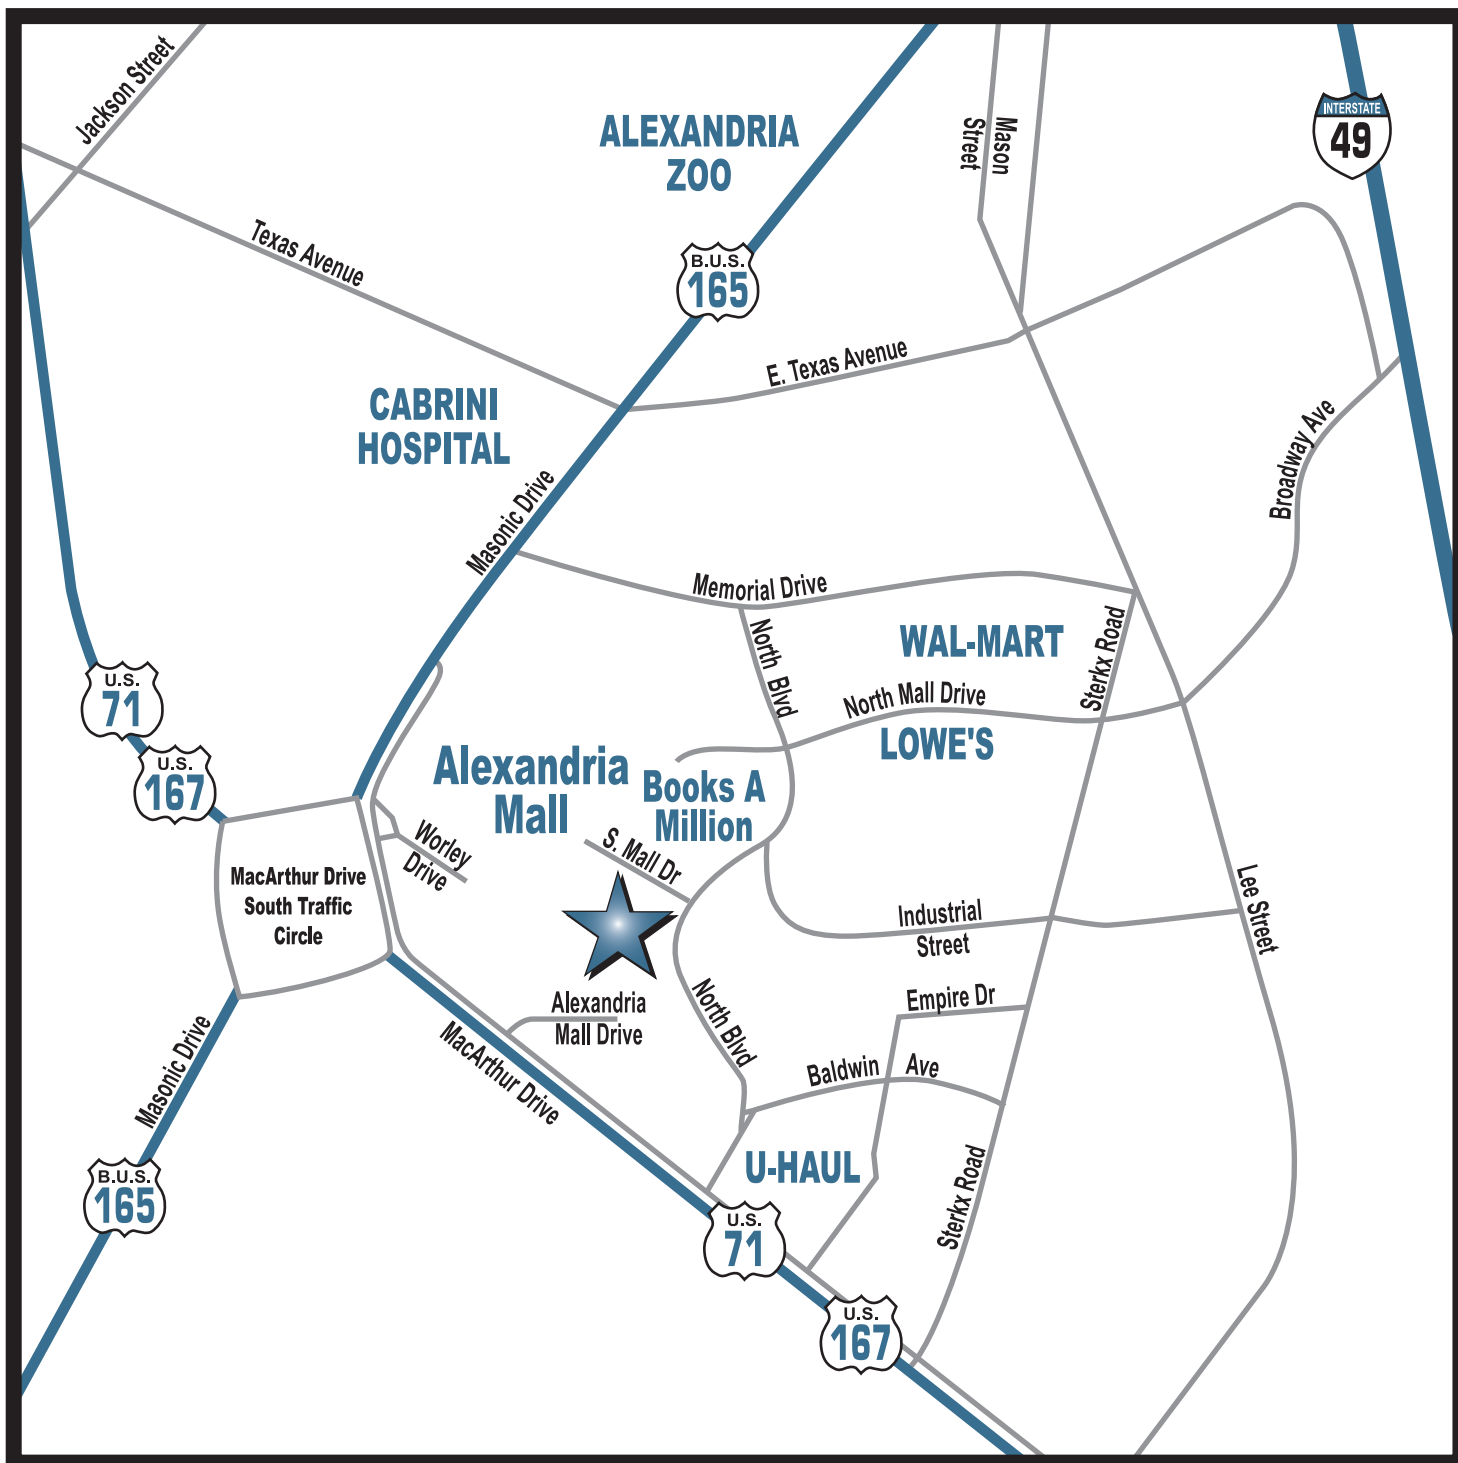 Jackson Street
ALEXANDRIA
ZOO
Mason
Street
INTERSTATE
49
Texas Avenue
B.U.S.
165
E. Texas Avenue
CABRINI
HOSPITAL
Broadway Ave
Masonic Drive
Memorial Drive
North Blvd
WAL-MART
Sterkx Road
U.S.
71
North Mall Drive
LOWE'S
U.S.
167
Alexandria
Mall
Books A
Million
Worley
Drive
S. Mall Dr
MacArthur Drive
South Traffic
Circle
Lee Street
Industrial
Street
Alexandria
Mall Drive
North Blvd
Empire Dr
Masonic Drive
MacArthur Drive
Baldwin Ave
U-HAUL
Sterkx Road
B.U.S.
165
U.S.
71
U.S.
167